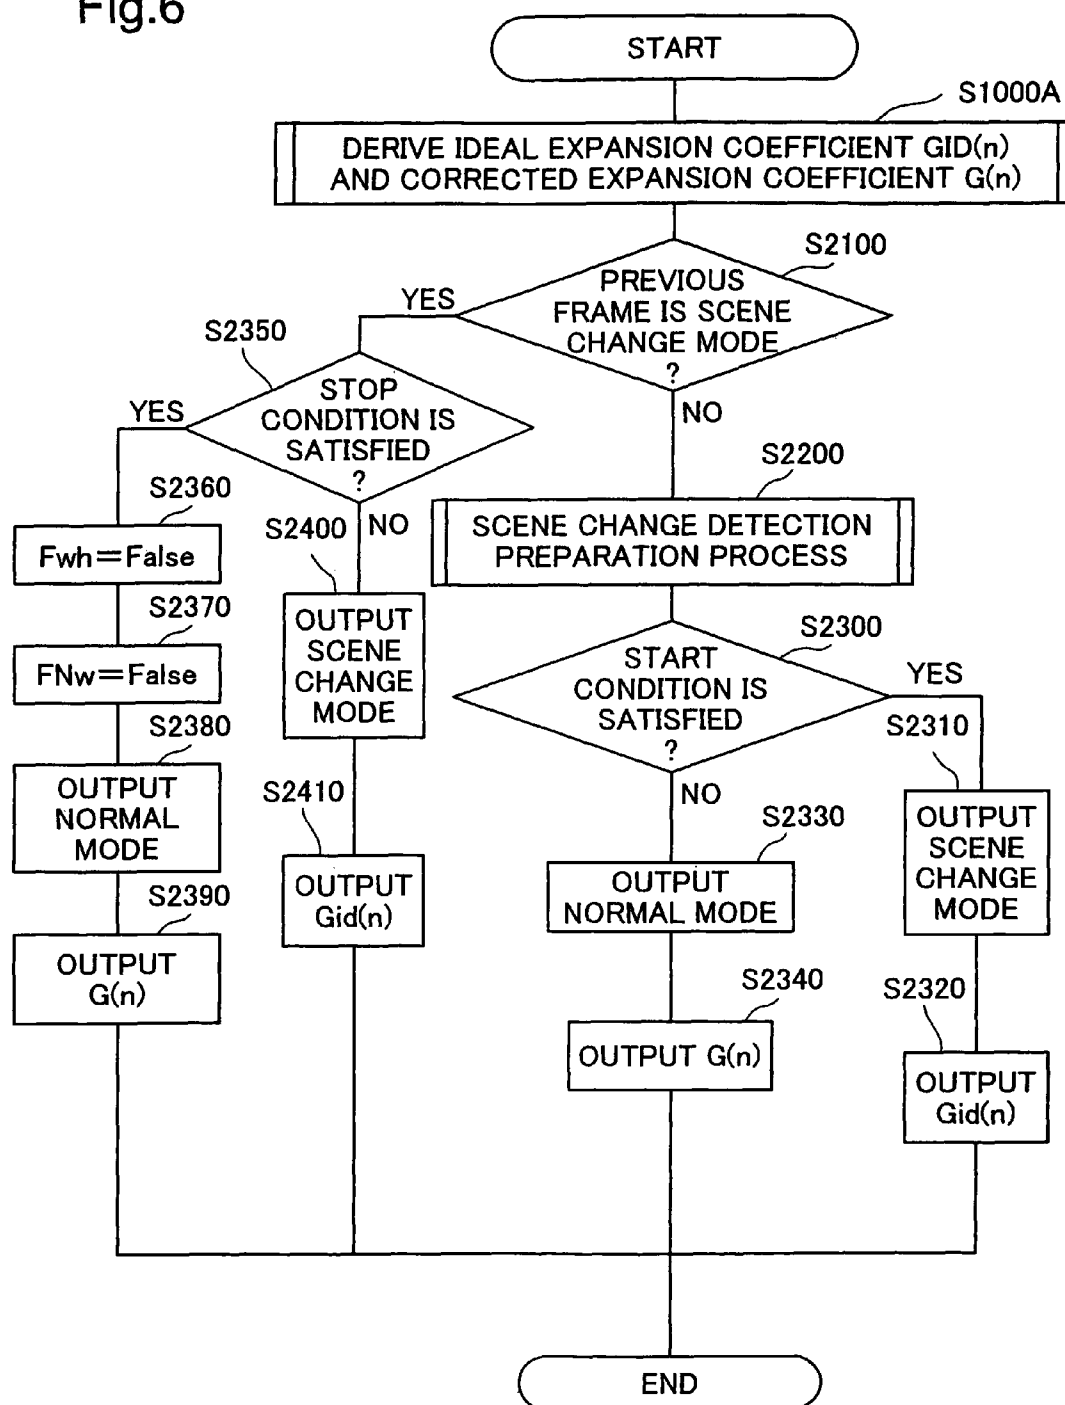 Fig.6
START
S1000A
DERIVE IDEAL EXPANSION COEFFICIENT GID(n)
AND CORRECTED EXPANSION COEFFICIENT G(n)
S2100
PREVIOUS
FRAME IS SCENE
CHANGE MODE
?
YES
NO
S2350
STOP
CONDITION IS
SATISFIED
?
YES
NO
S2200
SCENE CHANGE DETECTION
PREPARATION PROCESS
S2360
Fwh=False
S2370
FNw=False
S2380
OUTPUT
NORMAL
MODE
S2390
OUTPUT
G(n)
S2400
OUTPUT
SCENE
CHANGE
MODE
S2410
OUTPUT
Gid(n)
S2300
START
CONDITION IS
SATISFIED
?
YES
NO
S2330
OUTPUT
NORMAL MODE
S2340
OUTPUT G(n)
S2310
OUTPUT
SCENE
CHANGE
MODE
S2320
OUTPUT
Gid(n)
END